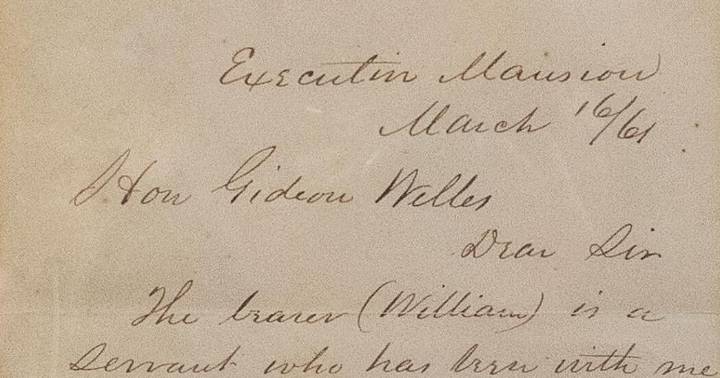 Executive Mansion
March 16/61
Hon Gideon Welles
Dear Sir
The bearer (William) is a
servant who has been with me